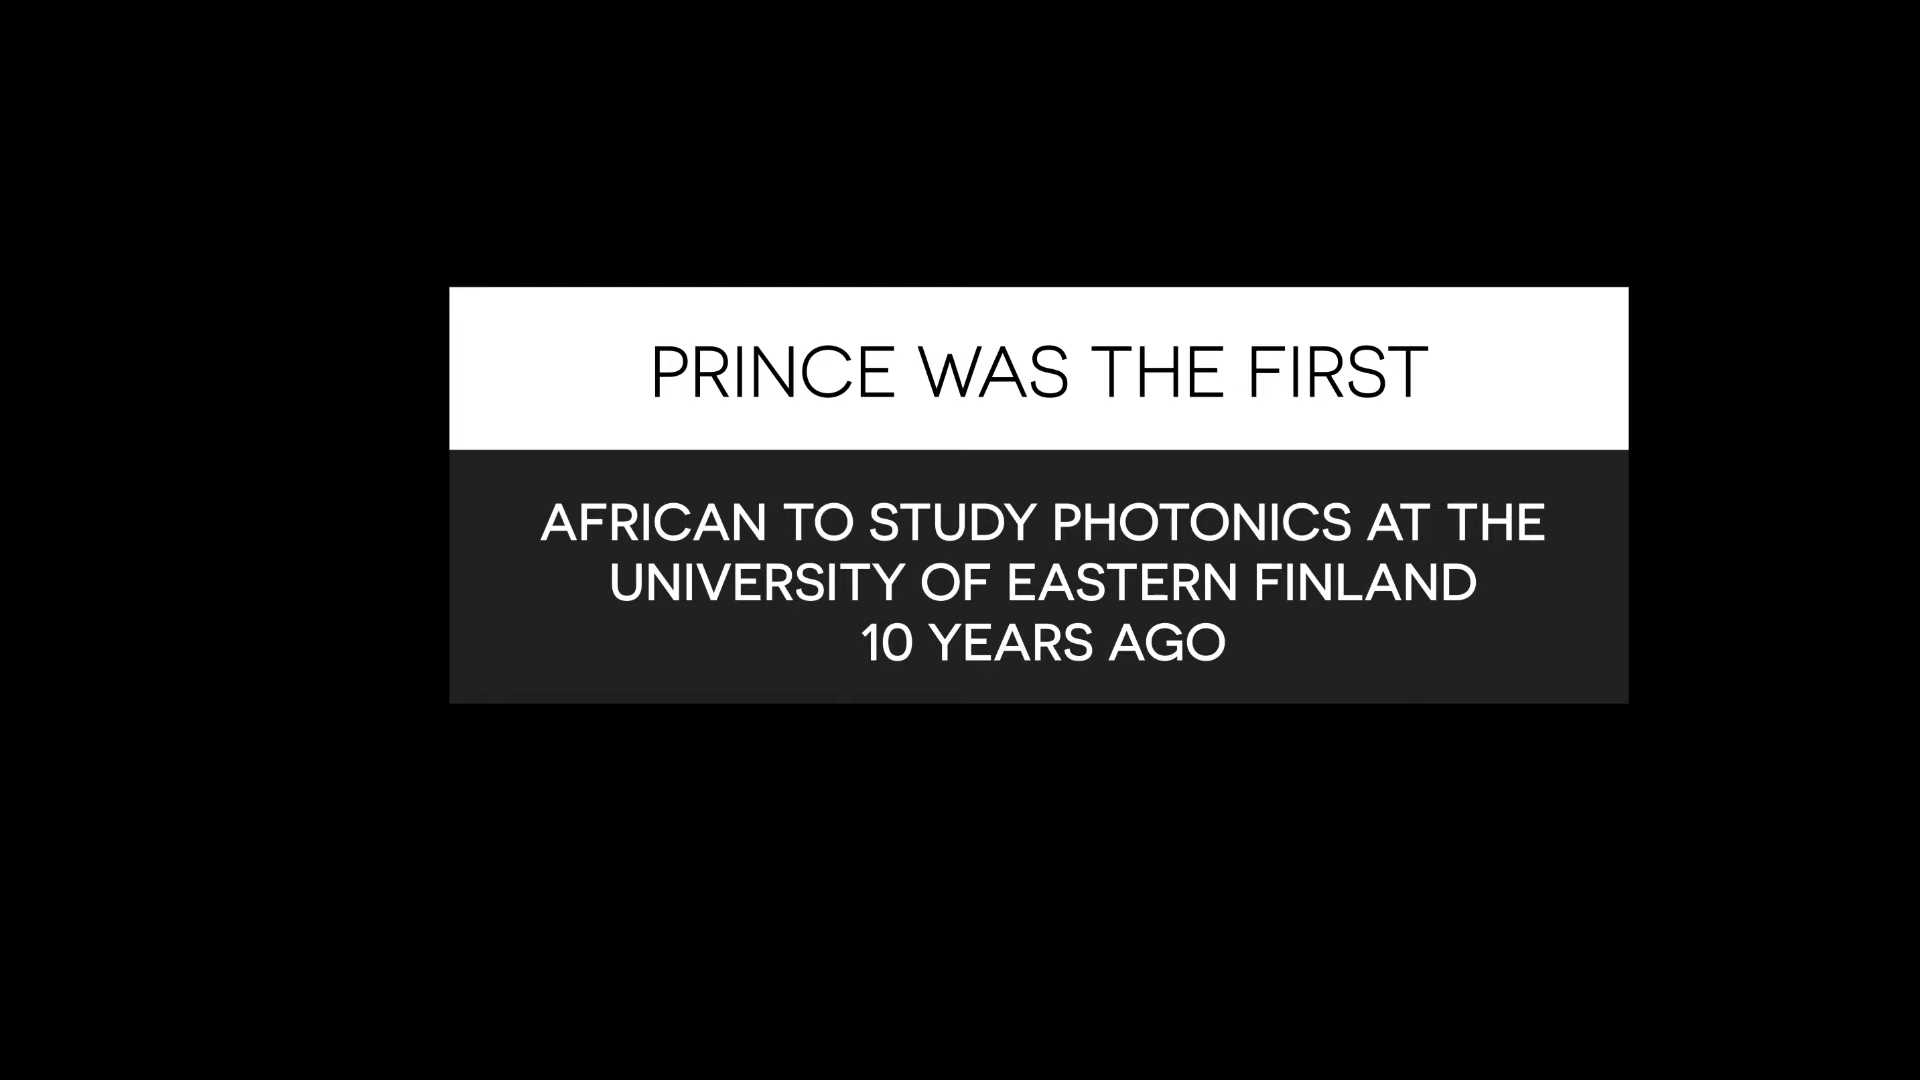 PRINCE WAS THE FIRST
AFRICAN TO STUDY PHOTONICS AT THE
UNIVERSITY OF EASTERN FINLAND
10 YEARS AGO